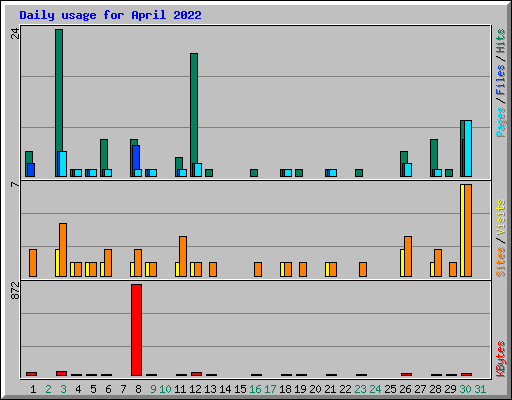 Daily usage for April 2022
24
Pages / Files / Hits
7
Sites / Visits
872
KBytes
1 2 3 4 5 6 7 8 9 10 11 12 13 14 15 16 17 18 19 20 21 22 23 24 25 26 27 28 29 30 31